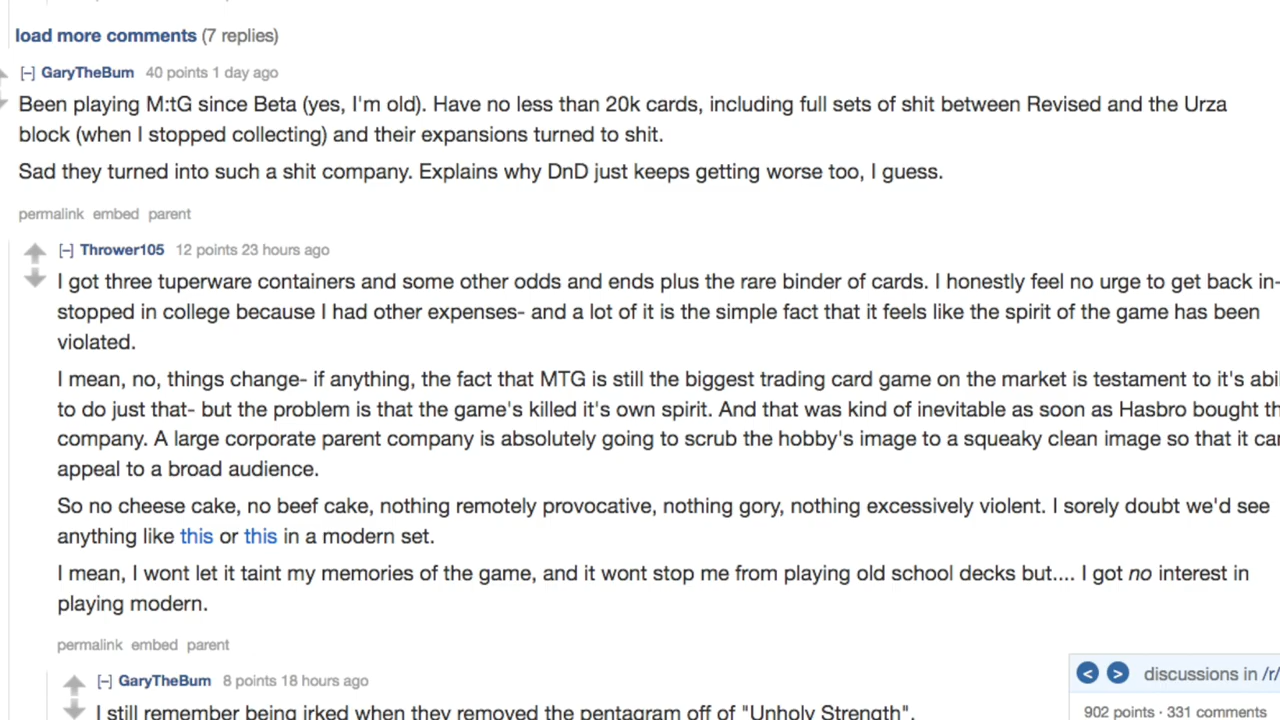 load more comments (7 replies)
[–] GaryTheBum 40 points 1 day ago
Been playing M:tG since Beta (yes, I'm old). Have no less than 20k cards, including full sets of shit between Revised and the Urza
block (when I stopped collecting) and their expansions turned to shit.
Sad they turned into such a shit company. Explains why DnD just keeps getting worse too, I guess.
permalink embed parent
[–] Thrower105 12 points 23 hours ago
I got three tuperware containers and some other odds and ends plus the rare binder of cards. I honestly feel no urge to get back in-
stopped in college because I had other expenses- and a lot of it is the simple fact that it feels like the spirit of the game has been
violated.
I mean, no, things change- if anything, the fact that MTG is still the biggest trading card game on the market is testament to it's abi
to do just that- but the problem is that the game's killed it's own spirit. And that was kind of inevitable as soon as Hasbro bought th
company. A large corporate parent company is absolutely going to scrub the hobby's image to a squeaky clean image so that it can
appeal to a broad audience.
So no cheese cake, no beef cake, nothing remotely provocative, nothing gory, nothing excessively violent. I sorely doubt we'd see
anything like this or this in a modern set.
I mean, I wont let it taint my memories of the game, and it wont stop me from playing old school decks but.... I got no interest in
playing modern.
permalink embed parent
[–] GaryTheBum 8 points 18 hours ago
I still remember being irked when they removed the pentagram off of "Unholy Strength".
< > discussions in /r/
902 points · 331 comments